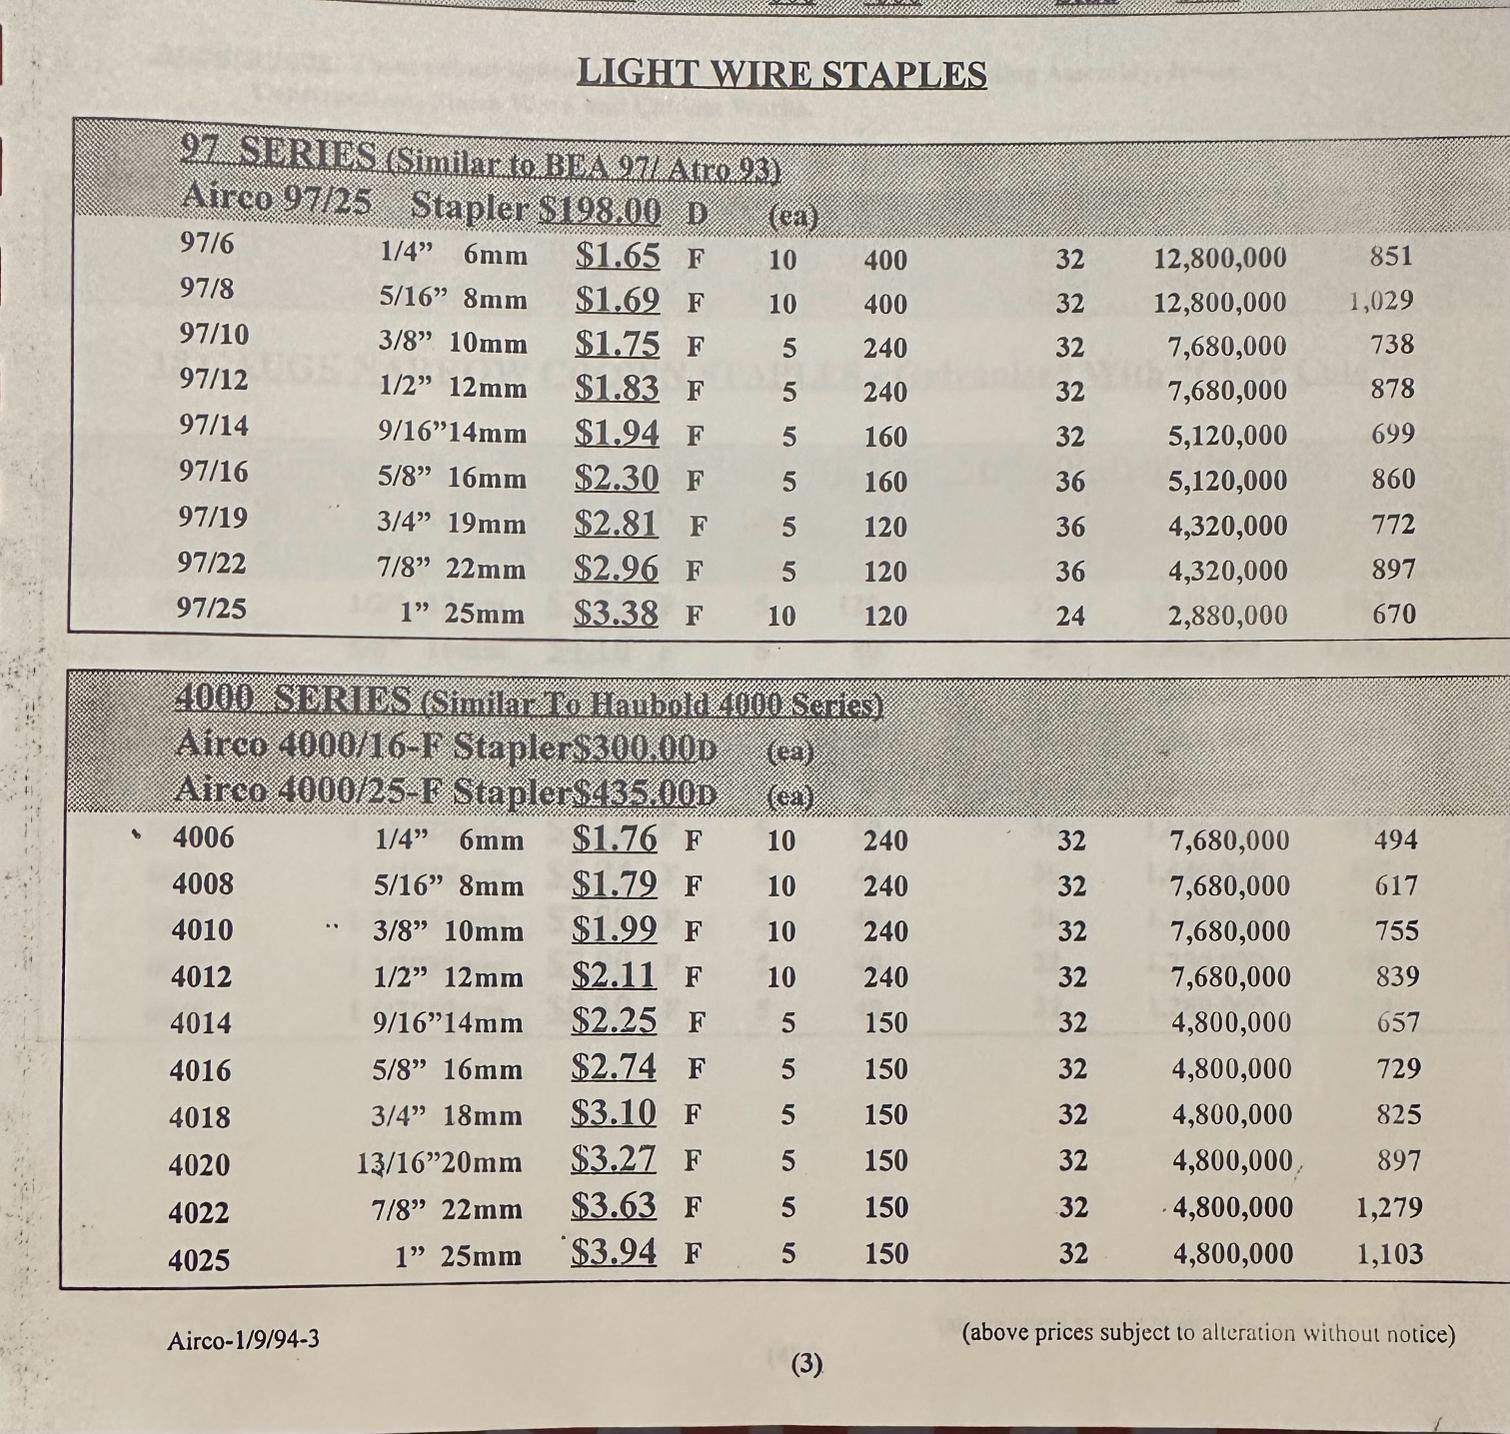 LIGHT WIRE STAPLES
97 SERIES (Similar to BEA 97/ Atro 93)
Airco 97/25 Stapler $198.00 D (ea)
97/6 1/4” 6mm $1.65 F 10 400 32 12,800,000 851
97/8 5/16” 8mm $1.69 F 10 400 32 12,800,000 1,029
97/10 3/8” 10mm $1.75 F 5 240 32 7,680,000 738
97/12 1/2” 12mm $1.83 F 5 240 32 7,680,000 878
97/14 9/16”14mm $1.94 F 5 160 32 5,120,000 699
97/16 5/8” 16mm $2.30 F 5 160 36 5,120,000 860
97/19 3/4” 19mm $2.81 F 5 120 36 4,320,000 772
97/22 7/8” 22mm $2.96 F 5 120 36 4,320,000 897
97/25 1” 25mm $3.38 F 10 120 24 2,880,000 670
4000 SERIES (Similar To Haubold 4000 Series)
Airco 4000/16-F Stapler$300.00D (ea)
Airco 4000/25-F Stapler$435.00D (ea)
4006 1/4” 6mm $1.76 F 10 240 32 7,680,000 494
4008 5/16” 8mm $1.79 F 10 240 32 7,680,000 617
4010 3/8” 10mm $1.99 F 10 240 32 7,680,000 755
4012 1/2” 12mm $2.11 F 10 240 32 7,680,000 839
4014 9/16”14mm $2.25 F 5 150 32 4,800,000 657
4016 5/8” 16mm $2.74 F 5 150 32 4,800,000 729
4018 3/4” 18mm $3.10 F 5 150 32 4,800,000 825
4020 13/16”20mm $3.27 F 5 150 32 4,800,000 897
4022 7/8” 22mm $3.63 F 5 150 32 4,800,000 1,279
4025 1” 25mm $3.94 F 5 150 32 4,800,000 1,103
Airco-1/9/94-3 (above prices subject to alteration without notice)
(3)